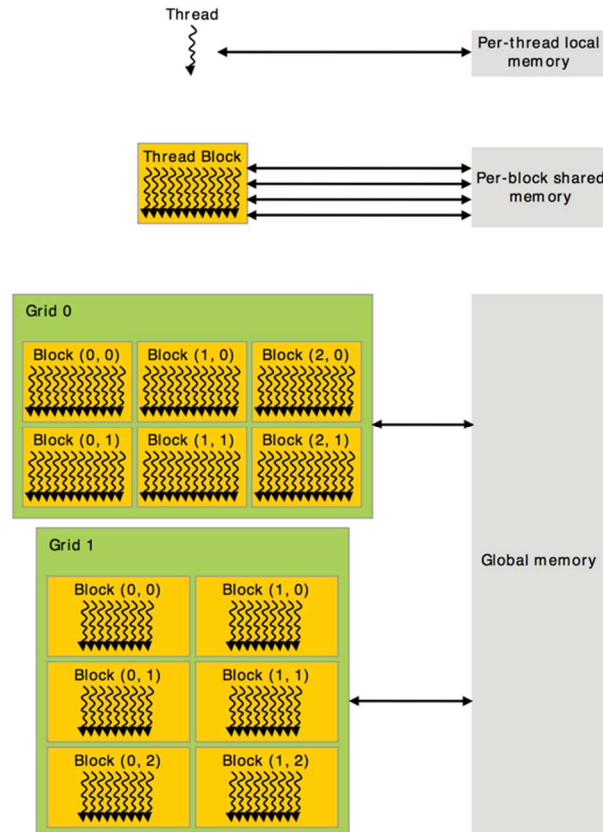 Thread
Per-thread local
memory
Thread Block
Per-block shared
memory
Grid 0
Block (0, 0)
Block (1, 0)
Block (2, 0)
Block (0, 1)
Block (1, 1)
Block (2, 1)
Grid 1
Global memory
Block (0, 0)
Block (1, 0)
Block (0, 1)
Block (1, 1)
Block (0, 2)
Block (1, 2)